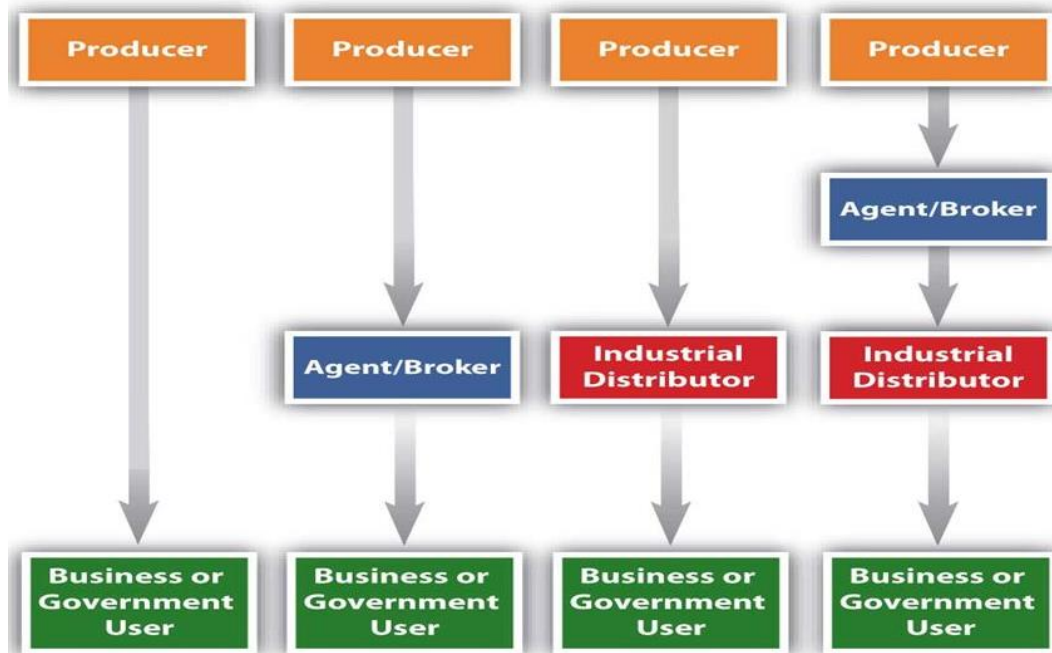 Producer
Producer
Producer
Producer
Agent/Broker
Agent/Broker
Industrial
Distributor
Industrial
Distributor
Business or
Government
User
Business or
Government
User
Business or
Government
User
Business or
Government
User